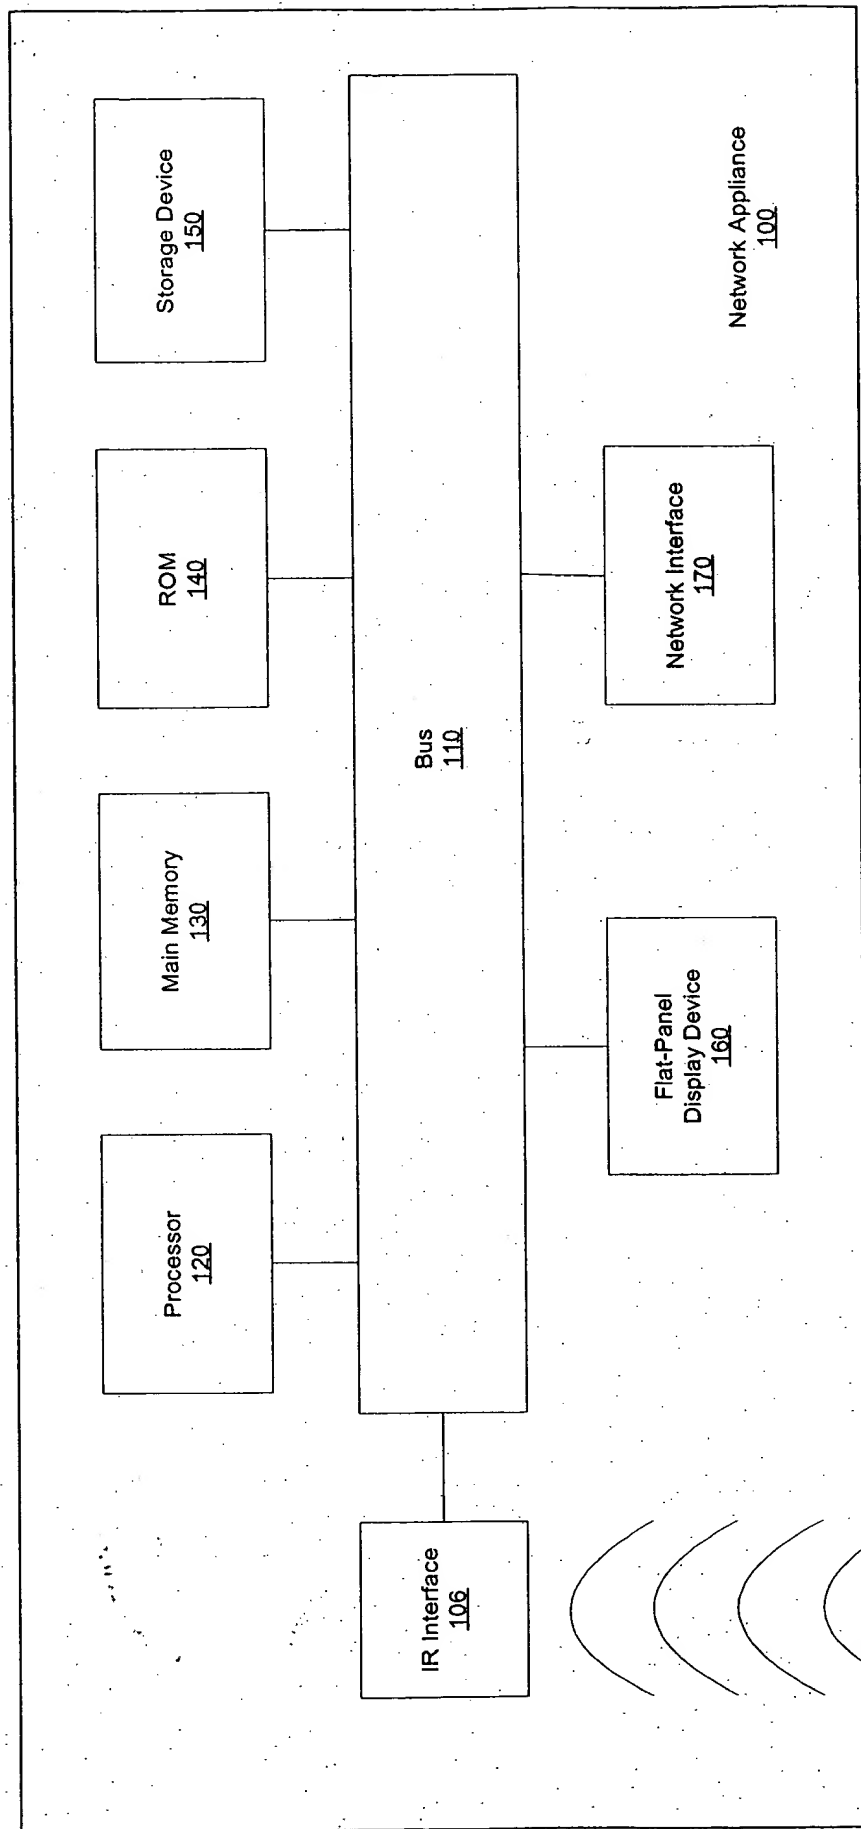 Processor
120
Main Memory
130
ROM
140
Storage Device
150
IR Interface
106
Bus
110
Flat-Panel
Display Device
160
Network Interface
170
Network Appliance
100